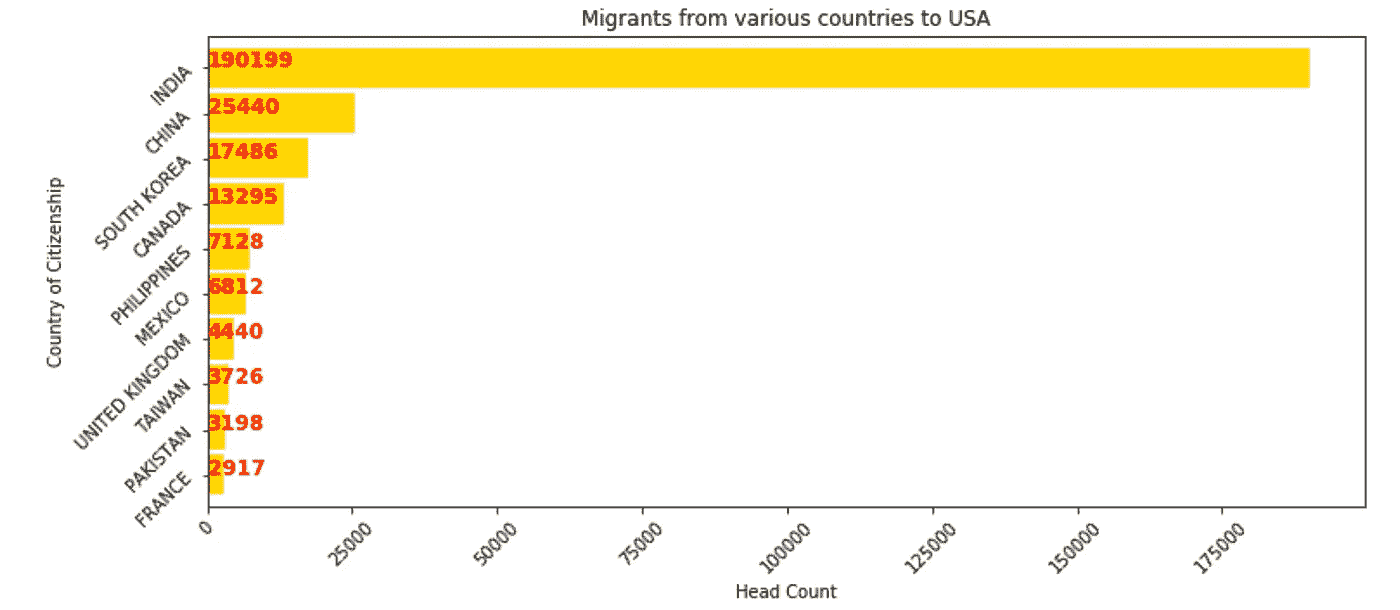 Migrants from various countries to USA
Country of Citizenship
INDIA 190199
CHINA 25440
SOUTH KOREA 17486
CANADA 13295
PHILIPPINES 7128
MEXICO 6812
UNITED KINGDOM 4440
TAIWAN 3726
PAKISTAN 3198
FRANCE 2917
0 25000 50000 75000 100000 125000 150000 175000
Head Count